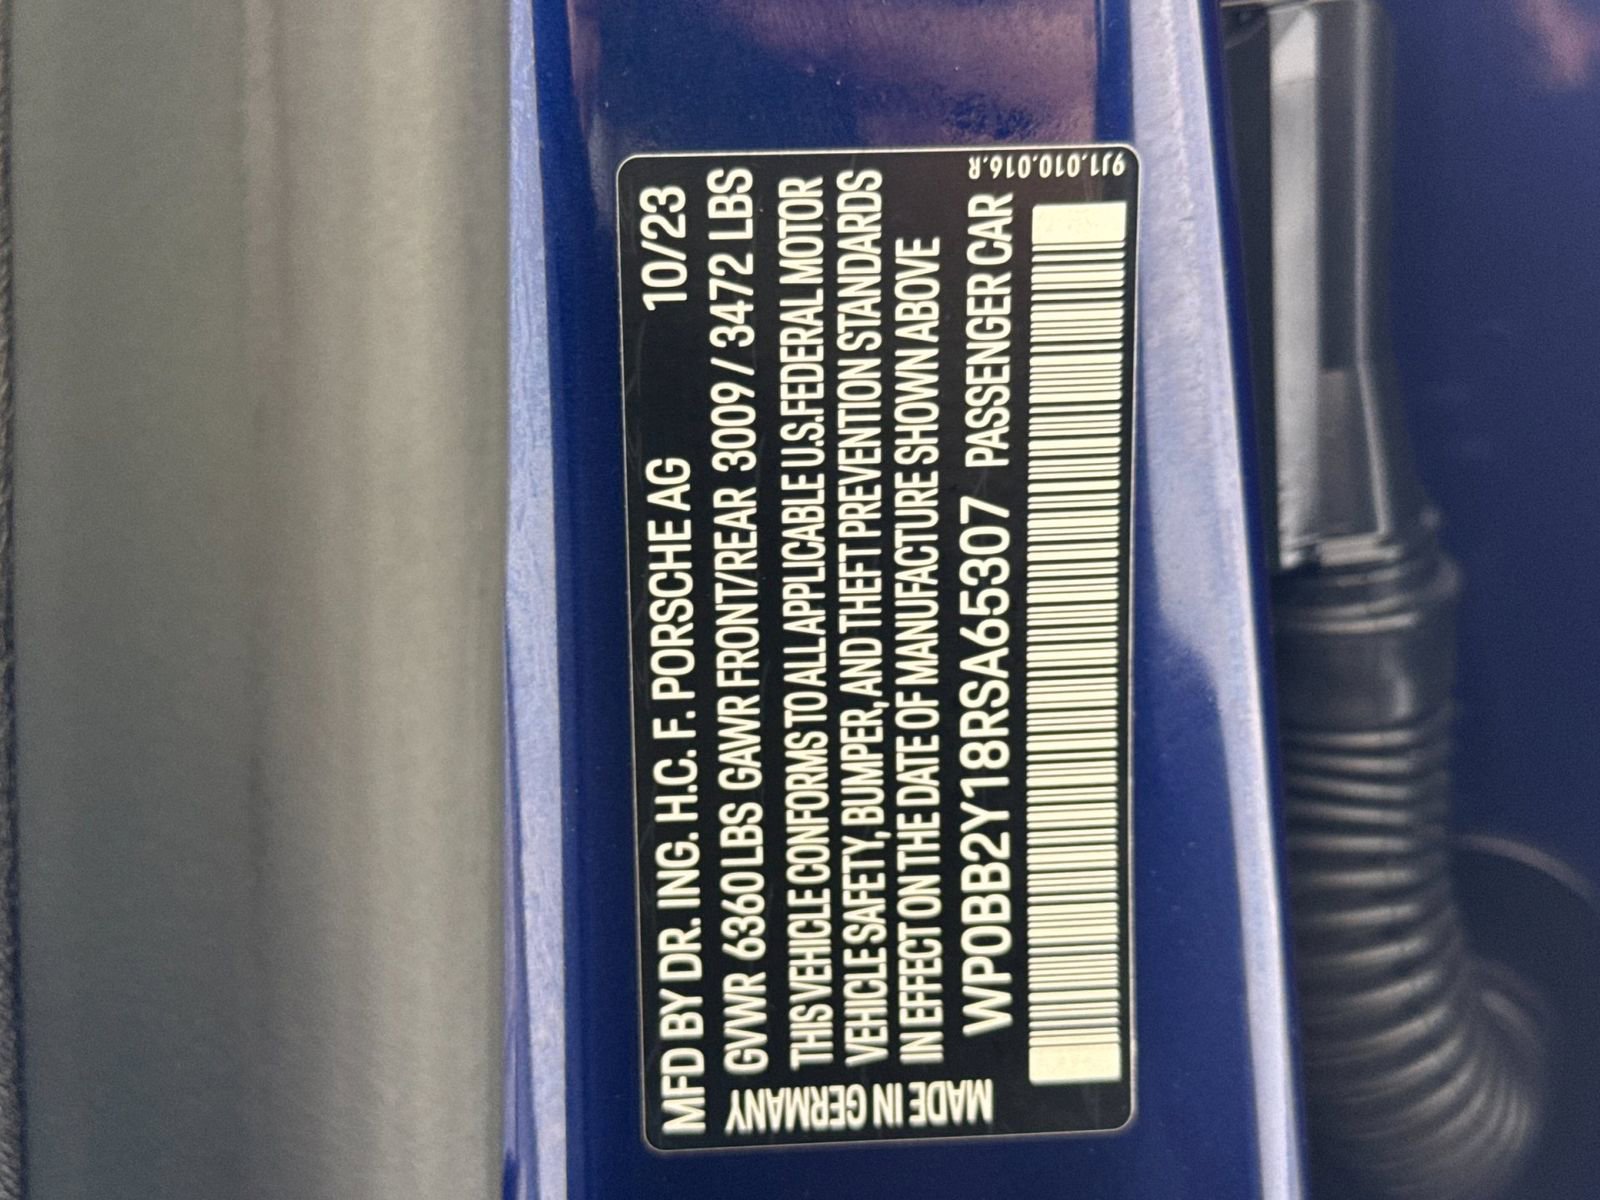 MFD BY DR. ING. H.C. F. PORSCHE AG 10/23
GVWR 6360 LBS GAWR FRONT/REAR 3009 / 3472 LBS
THIS VEHICLE CONFORMS TO ALL APPLICABLE U.S. FEDERAL MOTOR
VEHICLE SAFETY, BUMPER, AND THEFT PREVENTION STANDARDS
IN EFFECT ON THE DATE OF MANUFACTURE SHOWN ABOVE
WP0BB2Y18RSA65307 PASSENGER CAR
MADE IN GERMANY
9J1.010.016.R